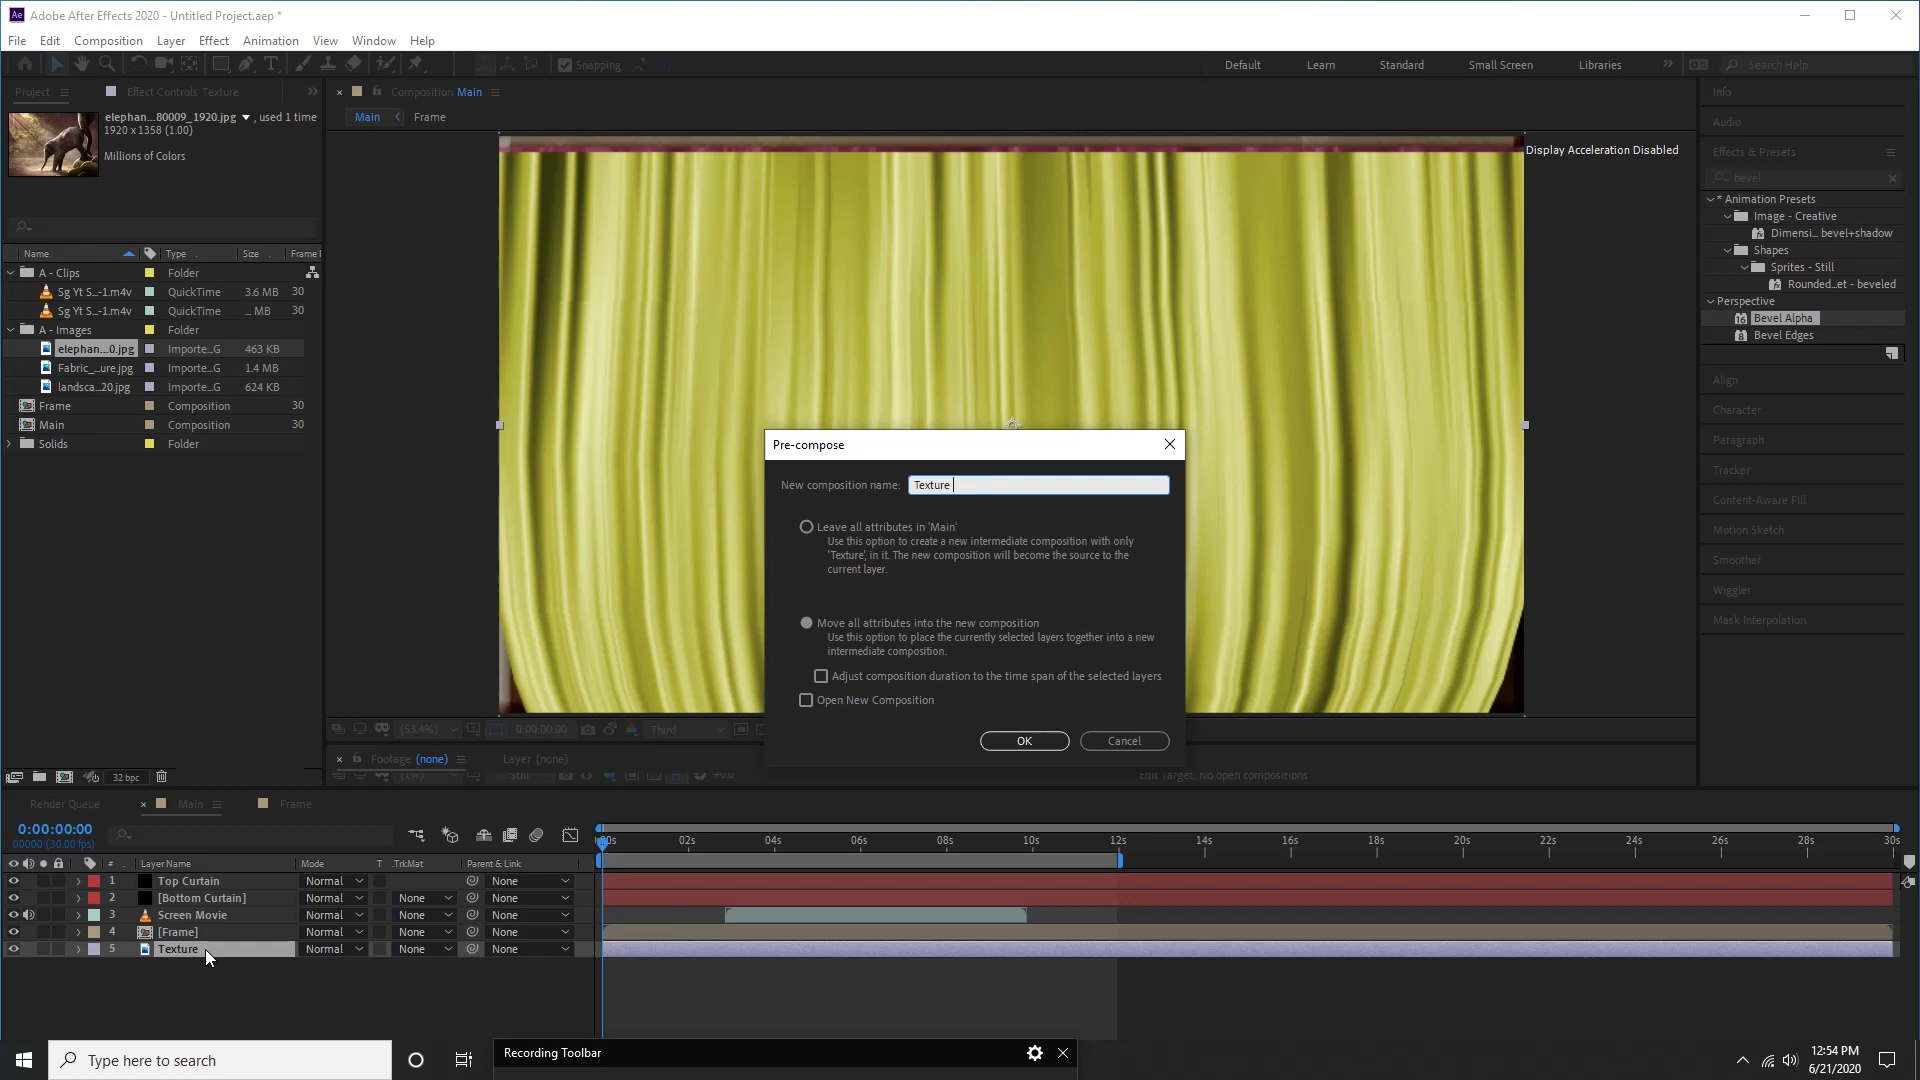 Adobe After Effects 2020 - Untitled Project.aep *
File Edit Composition Layer Effect Animation View Window Help
Snapping
Default Learn Standard Small Screen Libraries
Search Help
Project
Effect Controls Texture
Composition Main
Main Frame
Display Acceleration Disabled
elephan...80009_1920.jpg , used 1 time
1920 x 1358 (1.00)
Millions of Colors
Name Type Size Frame
A - Clips Folder
Sg Yt S...-1.m4v QuickTime 3.6 MB 30
Sg Yt S...-1.m4v QuickTime ... MB 30
A - Images Folder
elephan...0.jpg Importe...G 463 KB
Fabric_...ure.jpg Importe...G 1.4 MB
landsca...20.jpg Importe...G 624 KB
Frame Composition 30
Main Composition 30
Solids Folder
32 bpc
Info
Audio
Effects & Presets
bevel
* Animation Presets
Image - Creative
Dimensi... bevel+shadow
Shapes
Sprites - Still
Rounded...et - beveled
Perspective
Bevel Alpha
Bevel Edges
Align
Character
Paragraph
Tracker
Content-Aware Fill
Motion Sketch
Smoother
Wiggler
Mask Interpolation
Pre-compose
New composition name: Texture
Leave all attributes in 'Main'
Use this option to create a new intermediate composition with only
'Texture', in it. The new composition will become the source to the
current layer.
Move all attributes into the new composition
Use this option to place the currently selected layers together into a new
intermediate composition.
Adjust composition duration to the time span of the selected layers
Open New Composition
OK Cancel
(53.4%) 0:00:00:00 Third
Footage (none) Layer (none)
Edit Target: No open compositions
Render Queue Main Frame
0:00:00:00
00000 (30.00 fps)
02s 04s 06s 08s 10s 12s 14s 16s 18s 20s 22s 24s 26s 28s 30s
# Layer Name Mode T .TrkMat Parent & Link
1 Top Curtain Normal None
2 [Bottom Curtain] Normal None None
3 Screen Movie Normal None None
4 [Frame] Normal None None
5 Texture Normal None None
Type here to search
Recording Toolbar
12:54 PM
6/21/2020